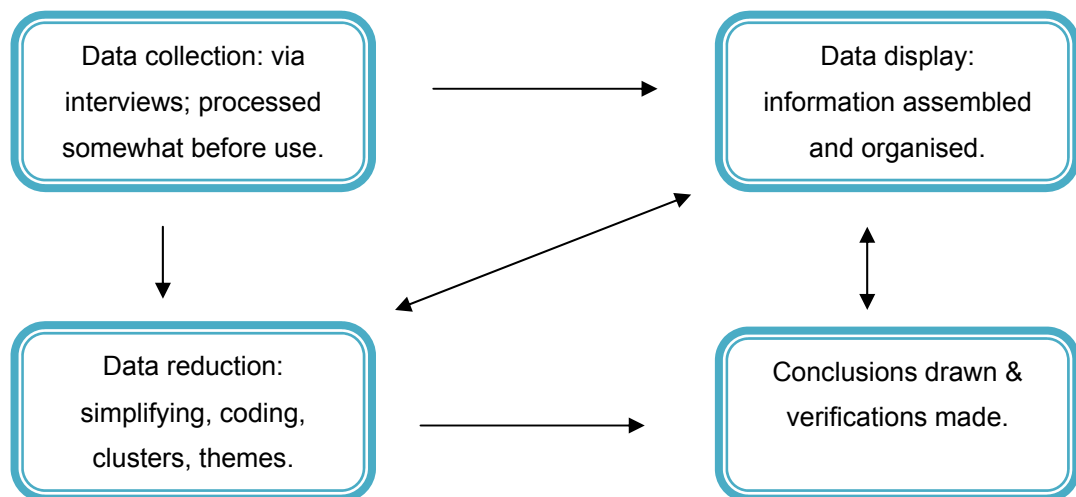 Data collection: via
interviews; processed
somewhat before use.
Data display:
information assembled
and organised.
Data reduction:
simplifying, coding,
clusters, themes.
Conclusions drawn &
verifications made.